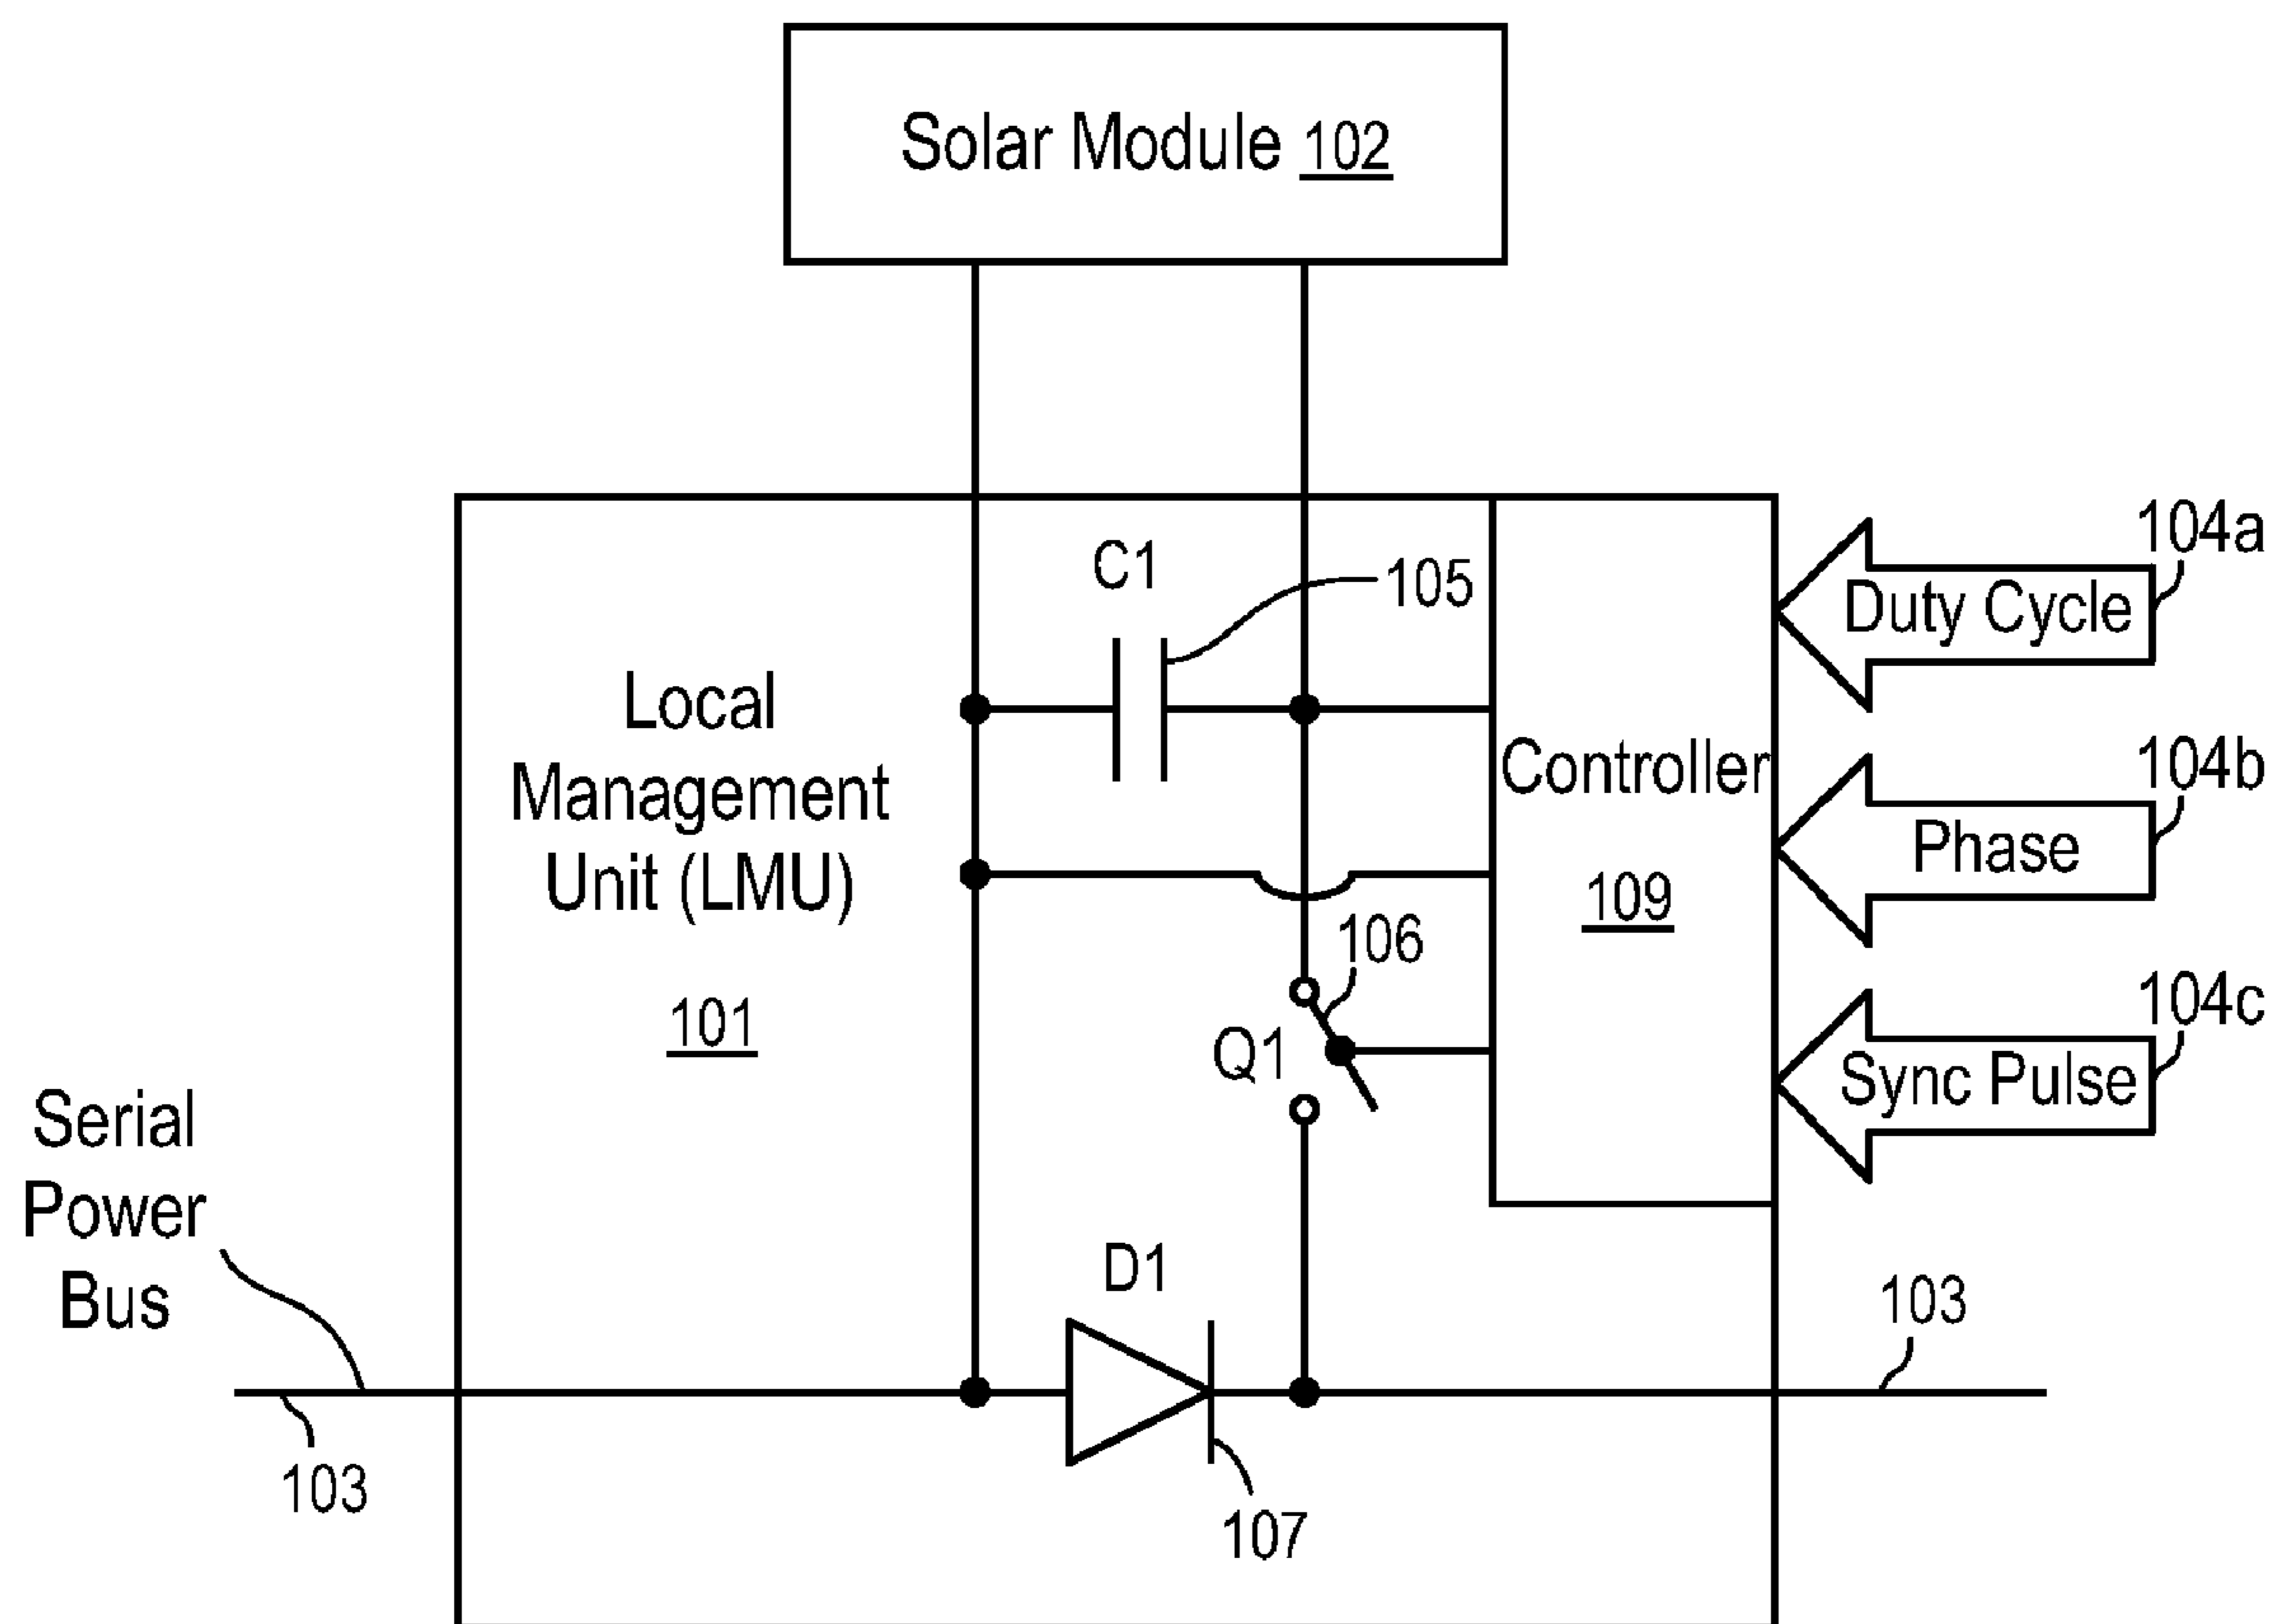 Solar Module 102
C1
105
104a
Duty Cycle
Local
Management
Unit (LMU)
101
Controller
109
104b
Phase
106
Q1
104c
Sync Pulse
Serial
Power
Bus
D1
103
103
107